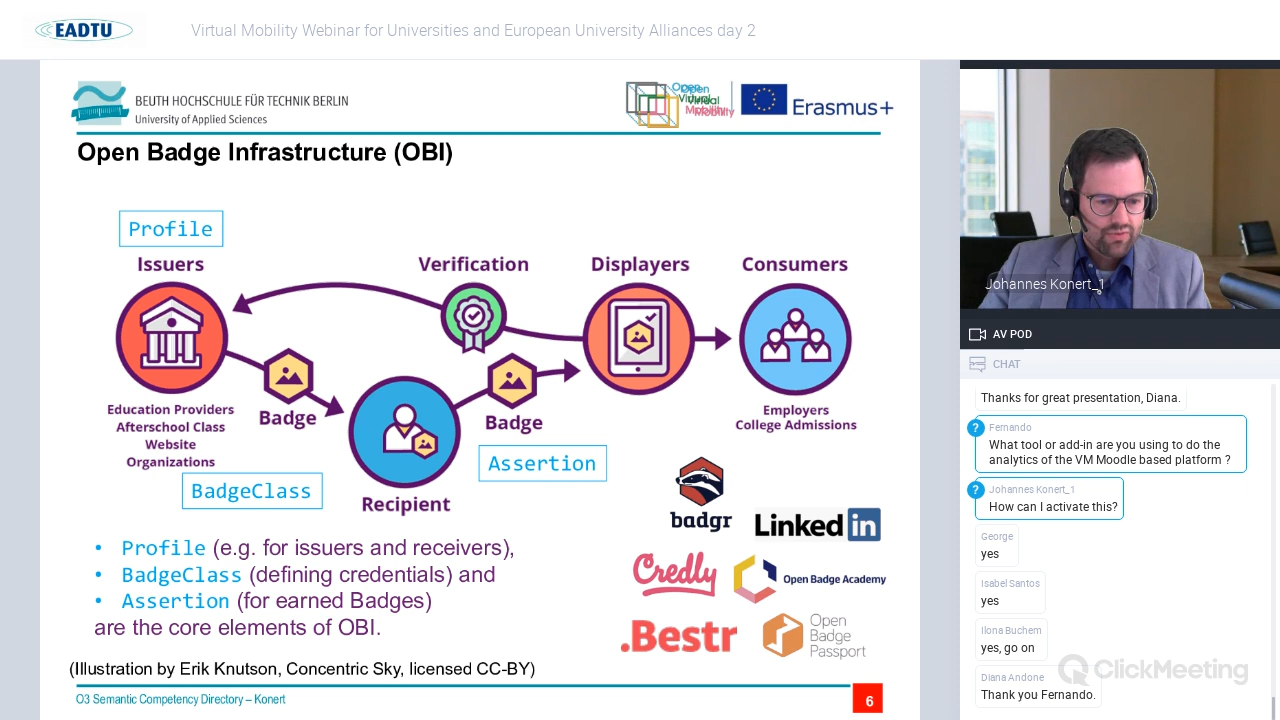 EADTU
Virtual Mobility Webinar for Universities and European University Alliances day 2
BEUTH HOCHSCHULE FÜR TECHNIK BERLIN
University of Applied Sciences
Open
Virtual
Mobility
Erasmus+
Open Badge Infrastructure (OBI)
Profile
Issuers
Verification
Displayers
Consumers
Badge
Badge
Education Providers
Afterschool Class
Website
Organizations
Employers
College Admissions
Assertion
BadgeClass
Recipient
badgr
Linked in
Credly
Open Badge Academy
.Bestr
Open
Badge
Passport
• Profile (e.g. for issuers and receivers),
• BadgeClass (defining credentials) and
• Assertion (for earned Badges)
are the core elements of OBI.
(Illustration by Erik Knutson, Concentric Sky, licensed CC-BY)
O3 Semantic Competency Directory – Konert
6
Johannes Konert_1
AV POD
CHAT
Thanks for great presentation, Diana.
?
Fernando
What tool or add-in are you using to do the
analytics of the VM Moodle based platform ?
?
Johannes Konert_1
How can I activate this?
George
yes
Isabel Santos
yes
Ilona Buchem
yes, go on
Diana Andone
Thank you Fernando.
ClickMeeting